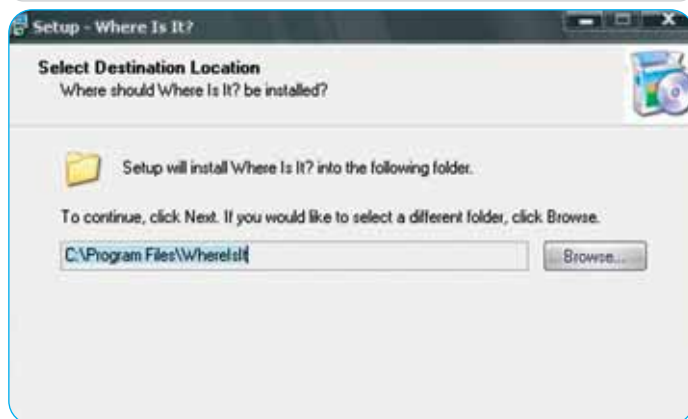 Setup - Where Is It?
Select Destination Location
Where should Where Is It? be installed?
Setup will install Where Is It? into the following folder.
To continue, click Next. If you would like to select a different folder, click Browse.
C:\Program Files\WhereIsIt
Browse...